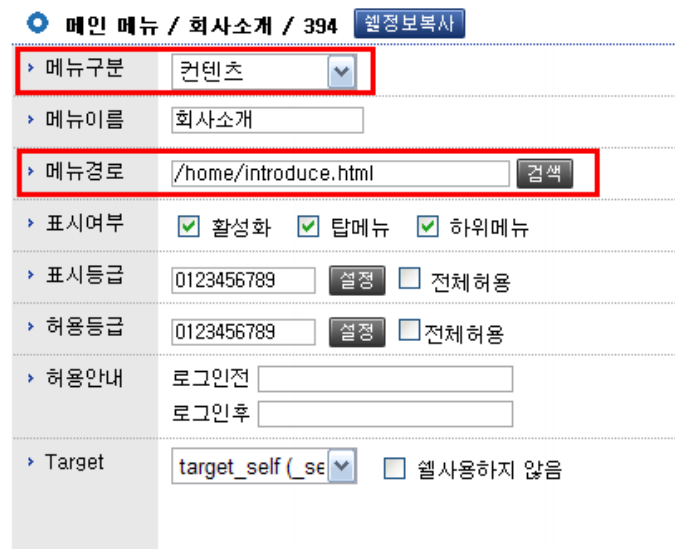 메인 메뉴 / 회사소개 / 394 쉘정보복사
메뉴구분 컨텐츠
메뉴이름 회사소개
메뉴경로 /home/introduce.html 검색
표시여부 활성화 탑메뉴 하위메뉴
표시등급 0123456789 설정 전체허용
허용등급 0123456789 설정 전체허용
허용안내 로그인전
로그인후
Target target_self (_se 쉘사용하지 않음